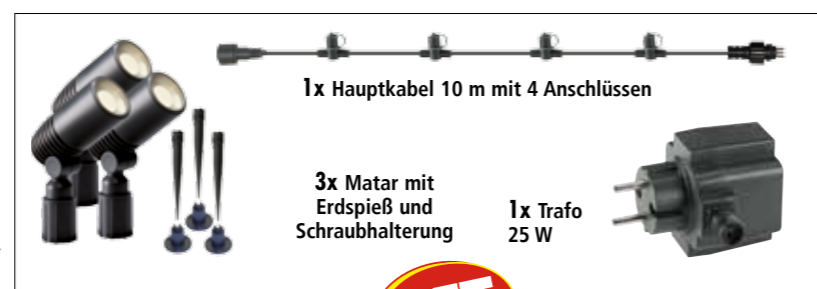 1x Hauptkabel 10 m mit 4 Anschlüssen
3x Matar mit
Erdspieß und
Schraubhalterung
1x Trafo
25 W